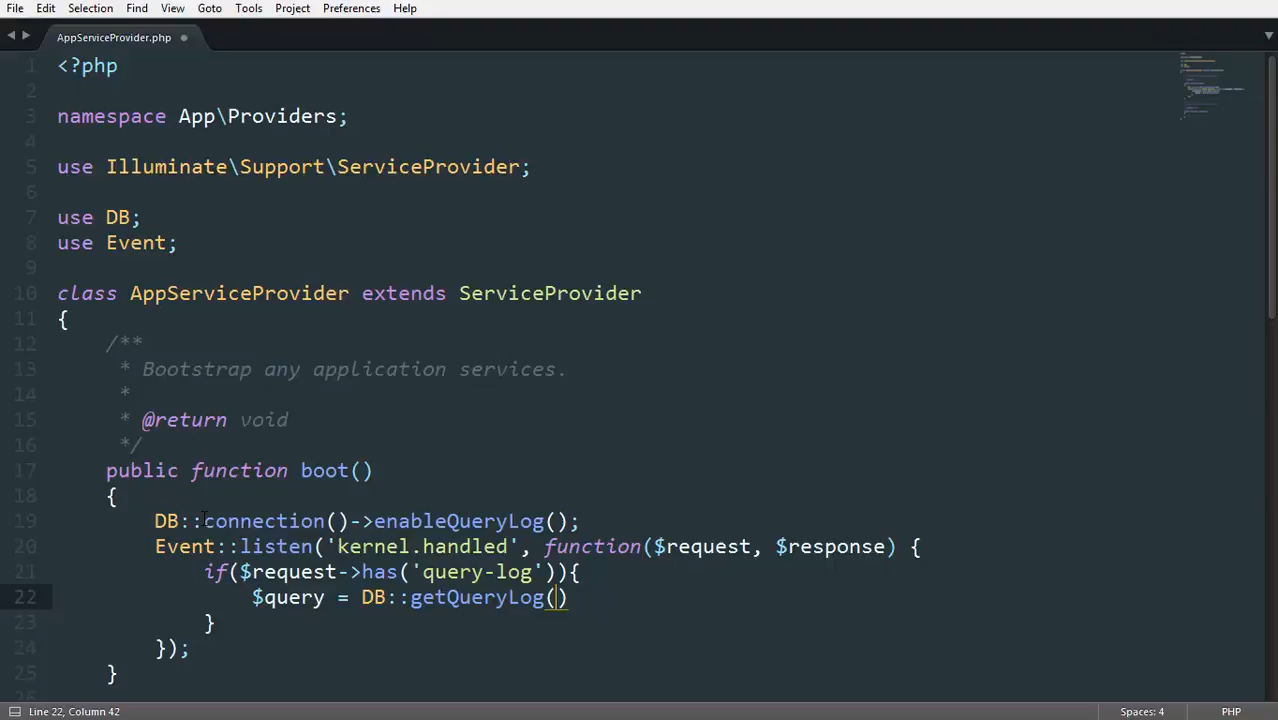 File Edit Selection Find View Goto Tools Project Preferences Help
AppServiceProvider.php
1 <?php
2
3 namespace App\Providers;
4
5 use Illuminate\Support\ServiceProvider;
6
7 use DB;
8 use Event;
9
10 class AppServiceProvider extends ServiceProvider
11 {
12 /**
13 * Bootstrap any application services.
14 *
15 * @return void
16 */
17 public function boot()
18 {
19 DB::connection()->enableQueryLog();
20 Event::listen('kernel.handled', function($request, $response) {
21 if($request->has('query-log')){
22 $query = DB::getQueryLog()
23 }
24 });
25 }
26
Line 22, Column 42 Spaces: 4 PHP